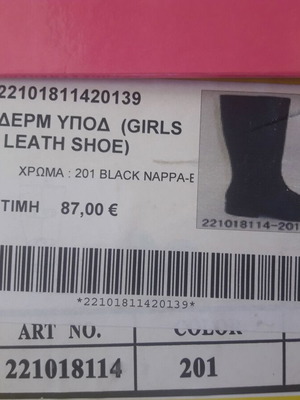 22101811420139
ΔΕΡΜ ΥΠΟΔ (GIRLS
LEATH SHOE)
ΧΡΩΜΑ : 201 BLACK NAPPA-E
ΤΙΜΗ 87,00 €
221018114-201
*22101811420139*
ART NO. COLOR
221018114 201